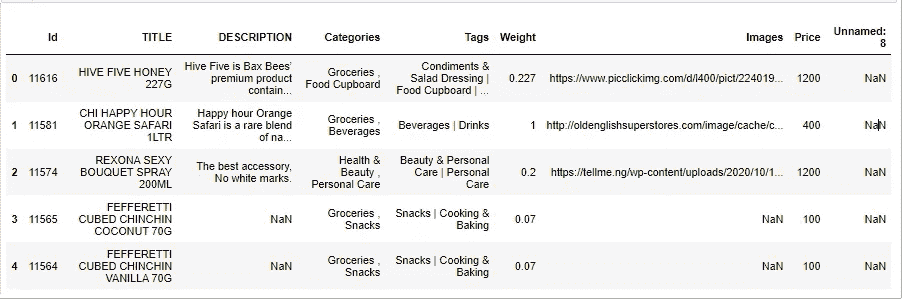 Id TITLE DESCRIPTION Categories Tags Weight Images Price Unnamed:
8
0 11616 HIVE FIVE HONEY
227G
Hive Five is Bax Bees'
premium product
contain...
Groceries ,
Food Cupboard
Condiments &
Salad Dressing |
Food Cupboard | ...
0.227 https://www.picclickimg.com/d/l400/pict/224019... 1200 NaN
1 11581 CHI HAPPY HOUR
ORANGE SAFARI
1LTR
Happy hour Orange
Safari is a rare blend
of na...
Groceries ,
Beverages
Beverages | Drinks 1 http://oldenglishsuperstores.com/image/cache/c... 400 NaN
2 11574 REXONA SEXY
BOUQUET SPRAY
200ML
The best accessory,
No white marks.
Health &
Beauty ,
Personal Care
Beauty & Personal
Care | Personal
Care
0.2 https://tellme.ng/wp-content/uploads/2020/10/1... 1200 NaN
3 11565 FEFFERETTI
CUBED CHINCHIN
COCONUT 70G
NaN Groceries ,
Snacks
Snacks | Cooking &
Baking
0.07 NaN 100 NaN
4 11564 FEFFERETTI
CUBED CHINCHIN
VANILLA 70G
NaN Groceries ,
Snacks
Snacks | Cooking &
Baking
0.07 NaN 100 NaN